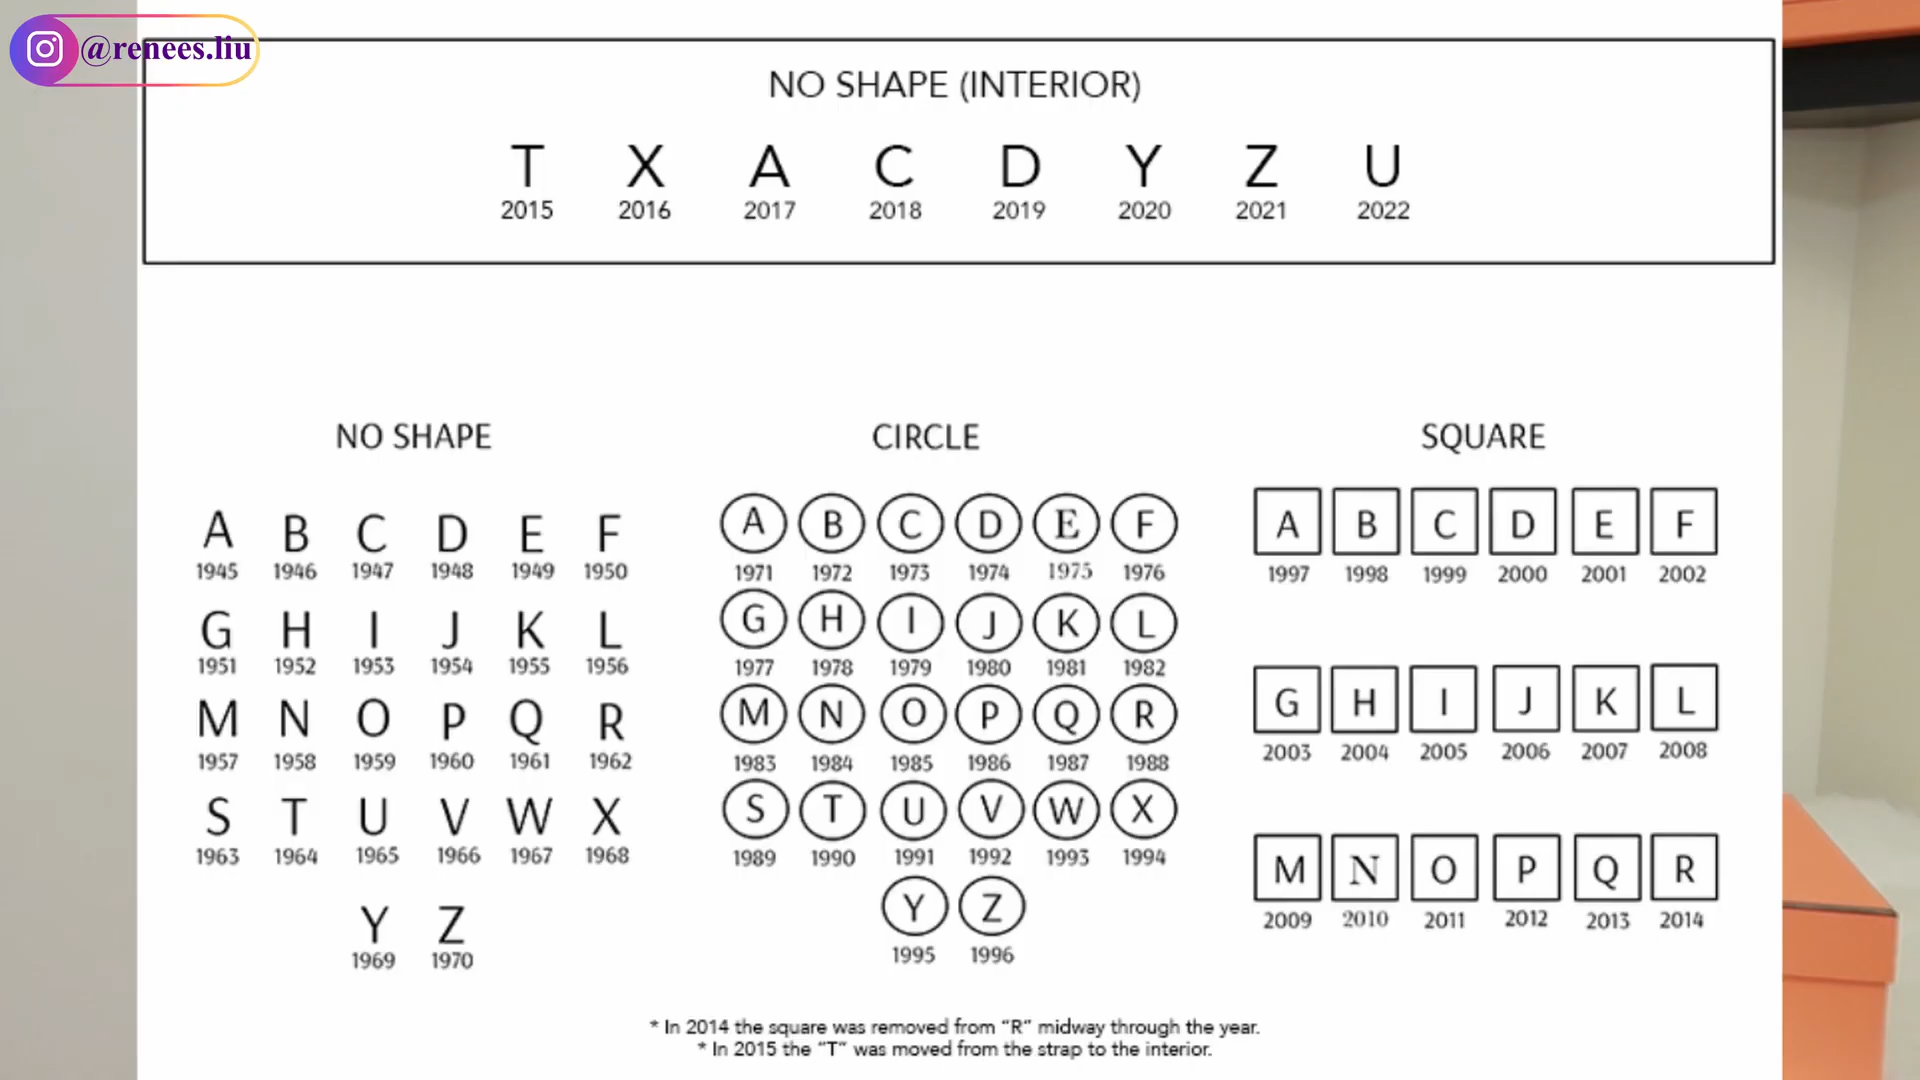 @renees.liu
NO SHAPE (INTERIOR)
T X A C D Y Z U
2015 2016 2017 2018 2019 2020 2021 2022
NO SHAPE
A B C D E F
1945 1946 1947 1948 1949 1950
G H I J K L
1951 1952 1953 1954 1955 1956
M N O P Q R
1957 1958 1959 1960 1961 1962
S T U V W X
1963 1964 1965 1966 1967 1968
Y Z
1969 1970
CIRCLE
A B C D E F
1971 1972 1973 1974 1975 1976
G H I J K L
1977 1978 1979 1980 1981 1982
M N O P Q R
1983 1984 1985 1986 1987 1988
S T U V W X
1989 1990 1991 1992 1993 1994
Y Z
1995 1996
SQUARE
A B C D E F
1997 1998 1999 2000 2001 2002
G H I J K L
2003 2004 2005 2006 2007 2008
M N O P Q R
2009 2010 2011 2012 2013 2014
* In 2014 the square was removed from “R” midway through the year.
* In 2015 the “T” was moved from the strap to the interior.